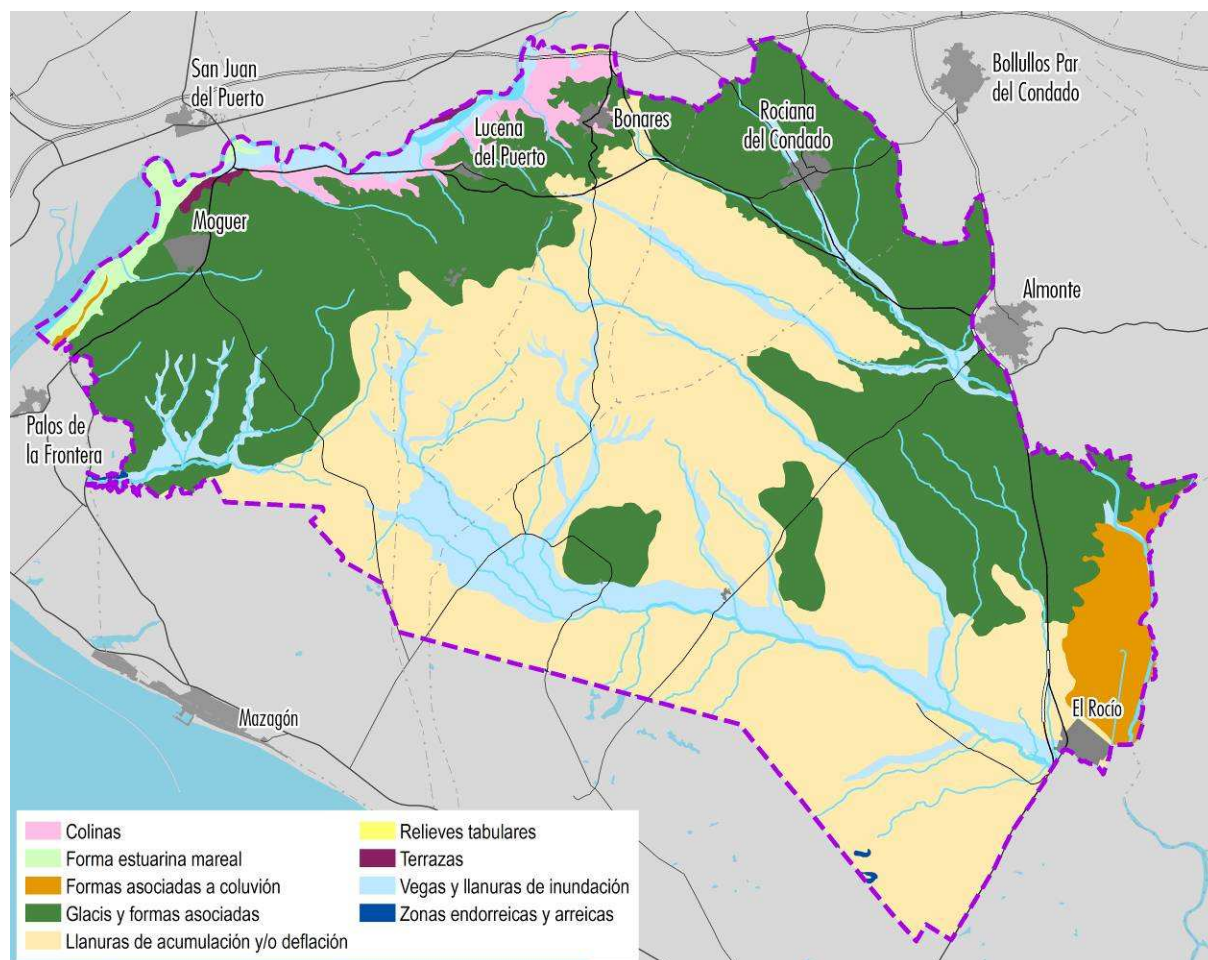 San Juan
del Puerto
Bollullos Par
del Condado
Lucena
del Puerto
Bonares
Rociana
del Condado
Moguer
Almonte
Palos de
la Frontera
Mazagón
El Rocío
Colinas
Forma estuarina mareal
Formas asociadas a coluvión
Glacis y formas asociadas
Llanuras de acumulación y/o deflación
Relieves tabulares
Terrazas
Vegas y llanuras de inundación
Zonas endorreicas y arreicas